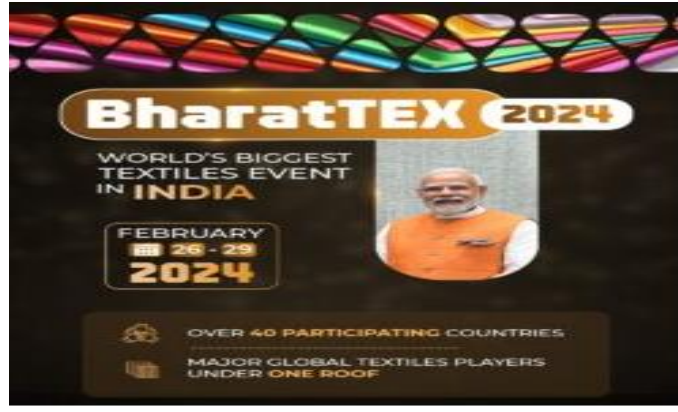 BharatTEX 2024
WORLD'S BIGGEST
TEXTILES EVENT
IN INDIA
FEBRUARY
26 - 29
2024
OVER 40 PARTICIPATING COUNTRIES
MAJOR GLOBAL TEXTILES PLAYERS
UNDER ONE ROOF